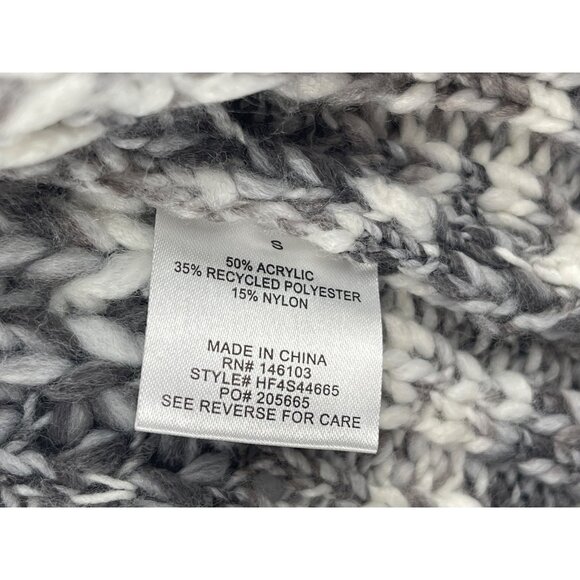 S
50% ACRYLIC
35% RECYCLED POLYESTER
15% NYLON
MADE IN CHINA
RN# 146103
STYLE# HF4S44665
PO# 205665
SEE REVERSE FOR CARE